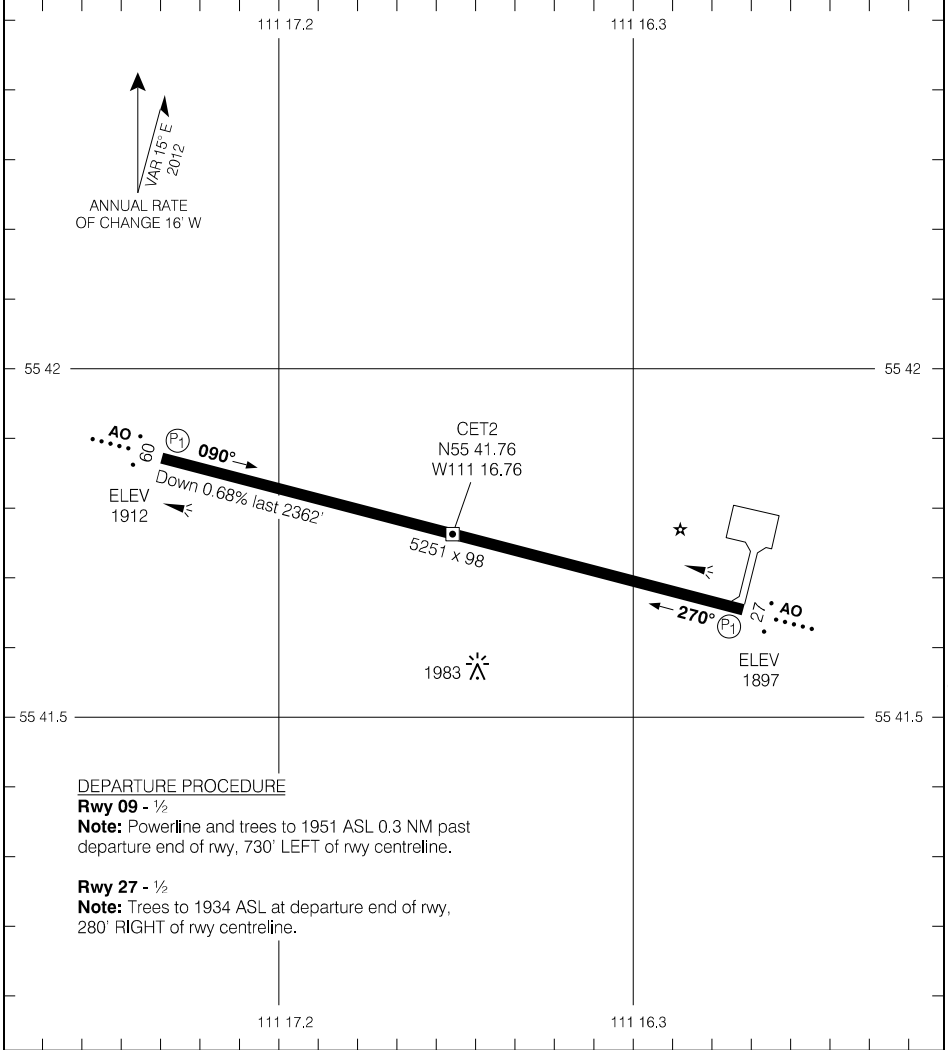 111 17.2
111 16.3
VAR 15° E
2012
ANNUAL RATE
OF CHANGE 16' W
55 42
55 42
CET2
N55 41.76
W111 16.76
AO
09
P1
090°
Down 0.68% last 2362'
ELEV
1912
5251 x 98
270°
P1
27
AO
ELEV
1897
1983
55 41.5
55 41.5
DEPARTURE PROCEDURE
Rwy 09 - ½
Note: Powerline and trees to 1951 ASL 0.3 NM past
departure end of rwy, 730' LEFT of rwy centreline.
Rwy 27 - ½
Note: Trees to 1934 ASL at departure end of rwy,
280' RIGHT of rwy centreline.
111 17.2
111 16.3